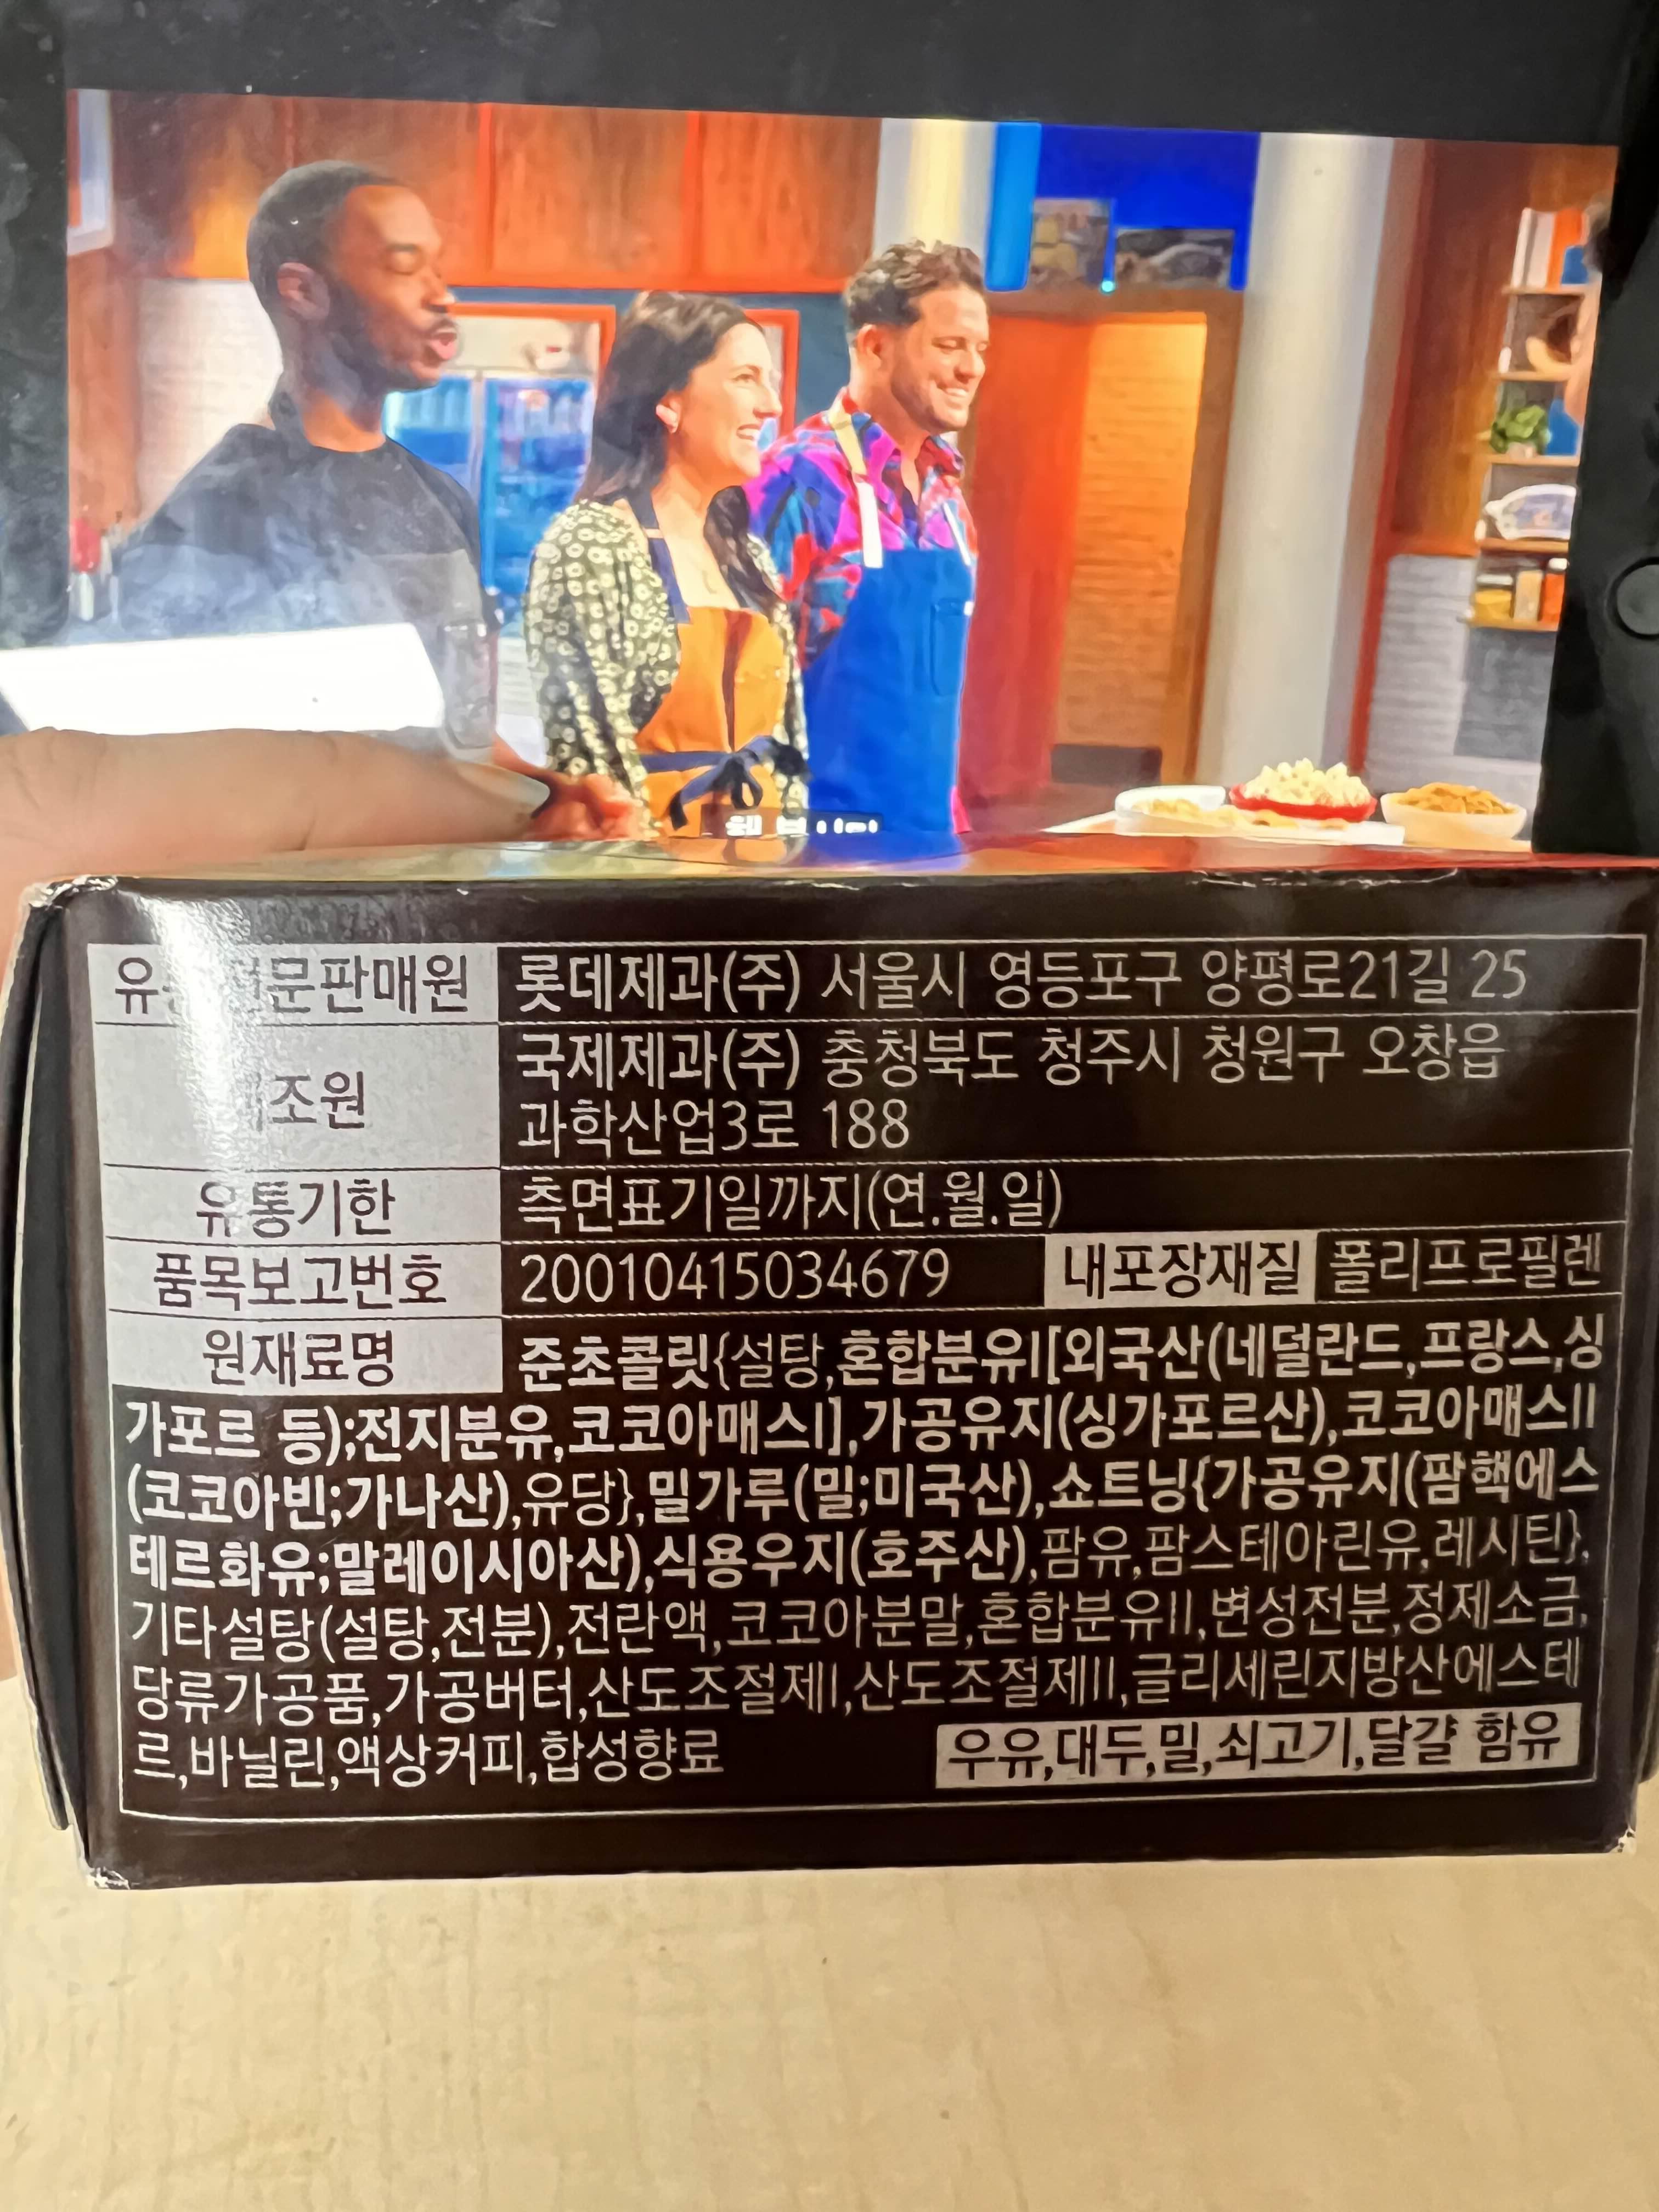 문판매원 롯데제과(주) 서울시 영등포구 양평로21길 25
조원 국제제과(주) 충청북도 청주시 청원구 오창읍
과학산업3로 188
유통기한 측면표기일까지(연.월.일)
품목보고번호 20010415034679 내포장재질 폴리프로필렌
원재료명 준초콜릿{설탕,혼합분유I[외국산(네덜란드,프랑스,싱
가포르 등);전지분유,코코아매스I],가공유지(싱가포르산),코코아매스II
(코코아빈;가나산),유당},밀가루(밀;미국산),쇼트닝{가공유지(팜핵에스
테르화유;말레이시아산),식용우지(호주산),팜유,팜스테아린유,레시틴},
기타설탕(설탕,전분),전란액,코코아분말,혼합분유II,변성전분,정제소금,
당류가공품,가공버터,산도조절제I,산도조절제II,글리세린지방산에스테
르,바닐린,액상커피,합성향료 우유,대두,밀,쇠고기,달걀 함유